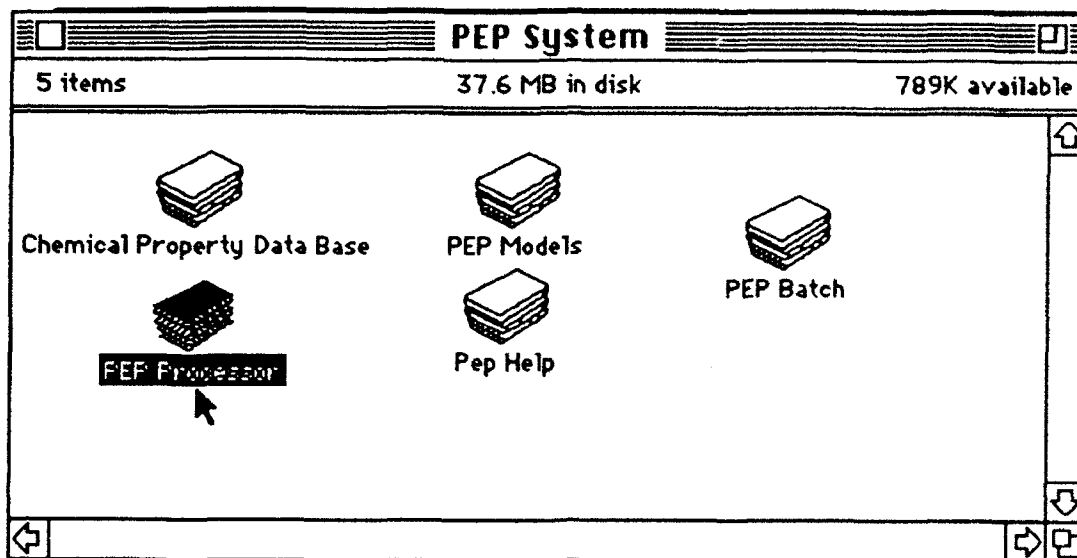 PEP System
5 items 37.6 MB in disk 789K available
Chemical Property Data Base PEP Models
PEP Batch
PEP Processor Pep Help